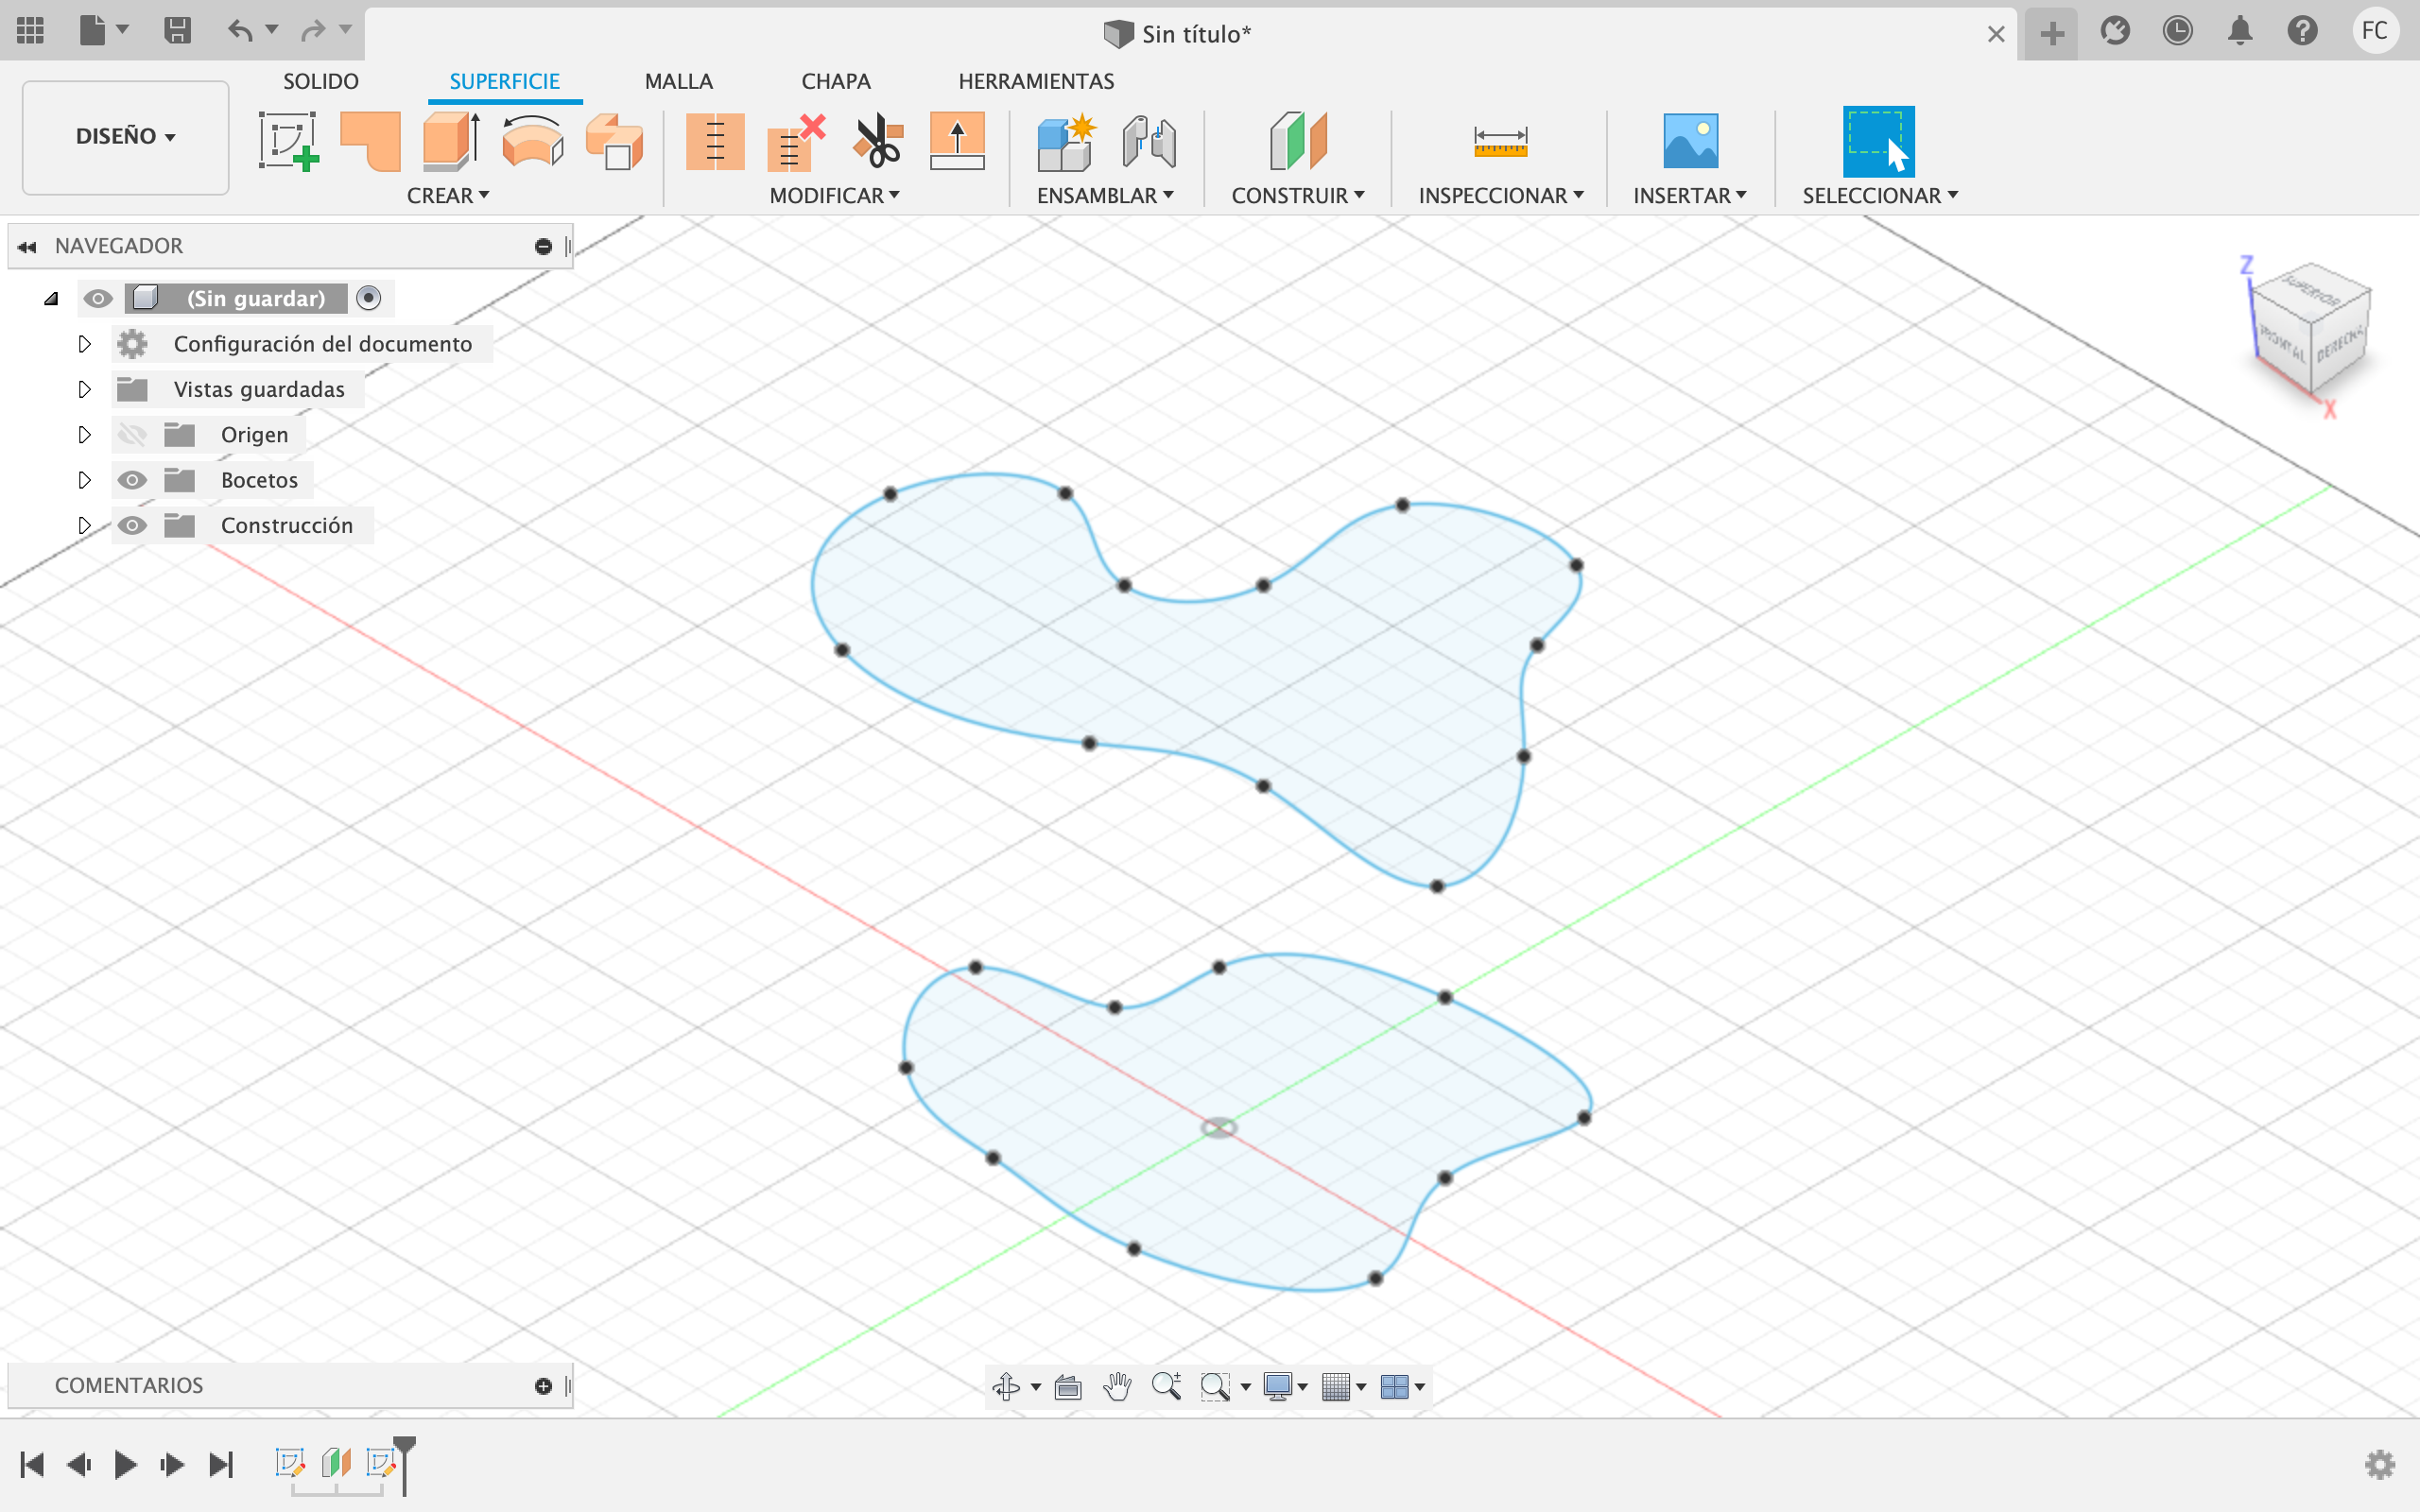 Sin título*
FC
DISEÑO
SOLIDO
SUPERFICIE
MALLA
CHAPA
HERRAMIENTAS
CREAR
MODIFICAR
ENSAMBLAR
CONSTRUIR
INSPECCIONAR
INSERTAR
SELECCIONAR
NAVEGADOR
(Sin guardar)
Configuración del documento
Vistas guardadas
Origen
Bocetos
Construcción
Z
SUPERIOR
FRONTAL
DERECHA
X
COMENTARIOS